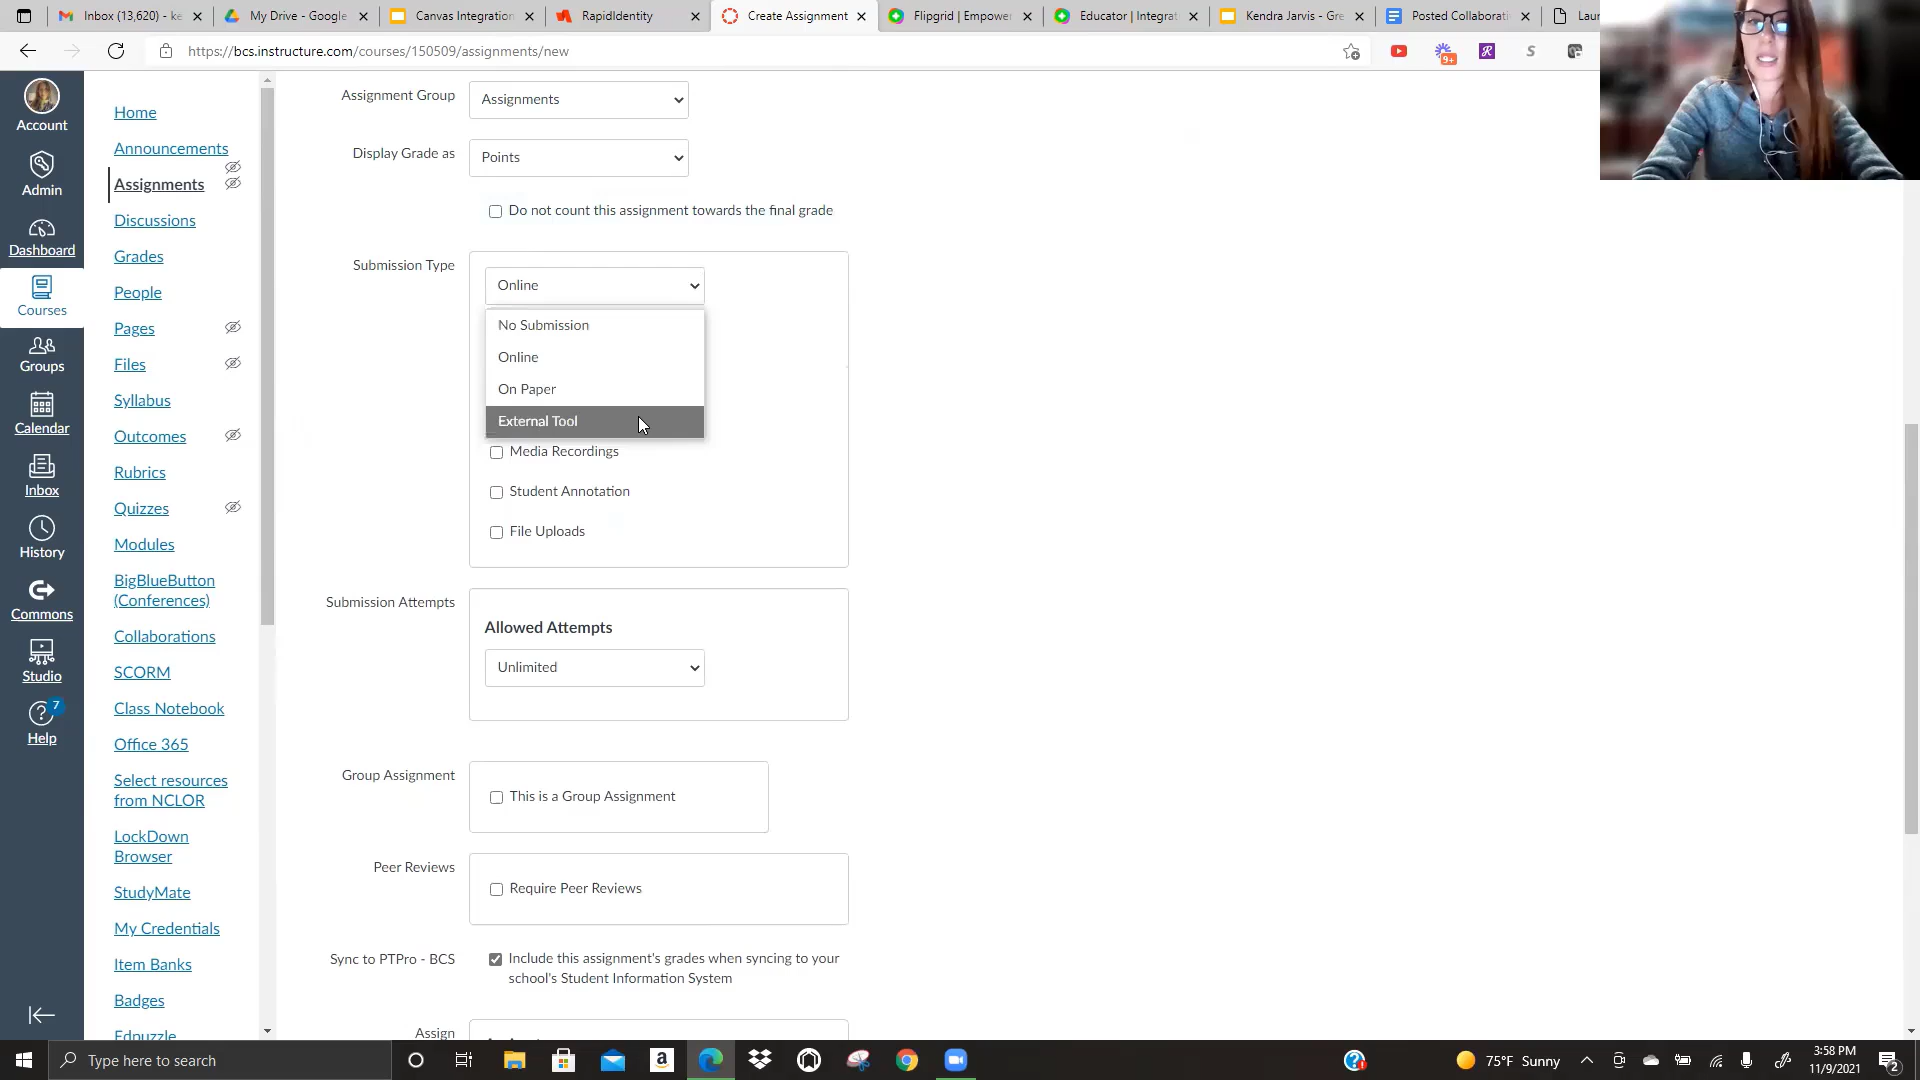 Inbox (13,620) - ke
My Drive - Google
Canvas Integration
RapidIdentity
Create Assignment
Flipgrid | Empower
Educator | Integrat
Kendra Jarvis - Gre
Posted Collaborati
Laun
https://bcs.instructure.com/courses/150509/assignments/new
9+
Account
Admin
Dashboard
Courses
Groups
Calendar
Inbox
History
Commons
Studio
7
Help
Home
Announcements
Assignments
Discussions
Grades
People
Pages
Files
Syllabus
Outcomes
Rubrics
Quizzes
Modules
BigBlueButton
(Conferences)
Collaborations
SCORM
Class Notebook
Office 365
Select resources
from NCLOR
LockDown
Browser
StudyMate
My Credentials
Item Banks
Badges
Edpuzzle
Assignment Group
Assignments
Display Grade as
Points
Do not count this assignment towards the final grade
Submission Type
Online
No Submission
Online
On Paper
External Tool
Media Recordings
Student Annotation
File Uploads
Submission Attempts
Allowed Attempts
Unlimited
Group Assignment
This is a Group Assignment
Peer Reviews
Require Peer Reviews
Sync to PTPro - BCS
Include this assignment's grades when syncing to your
school's Student Information System
Assign
Type here to search
75°F Sunny
3:58 PM
11/9/2021
2